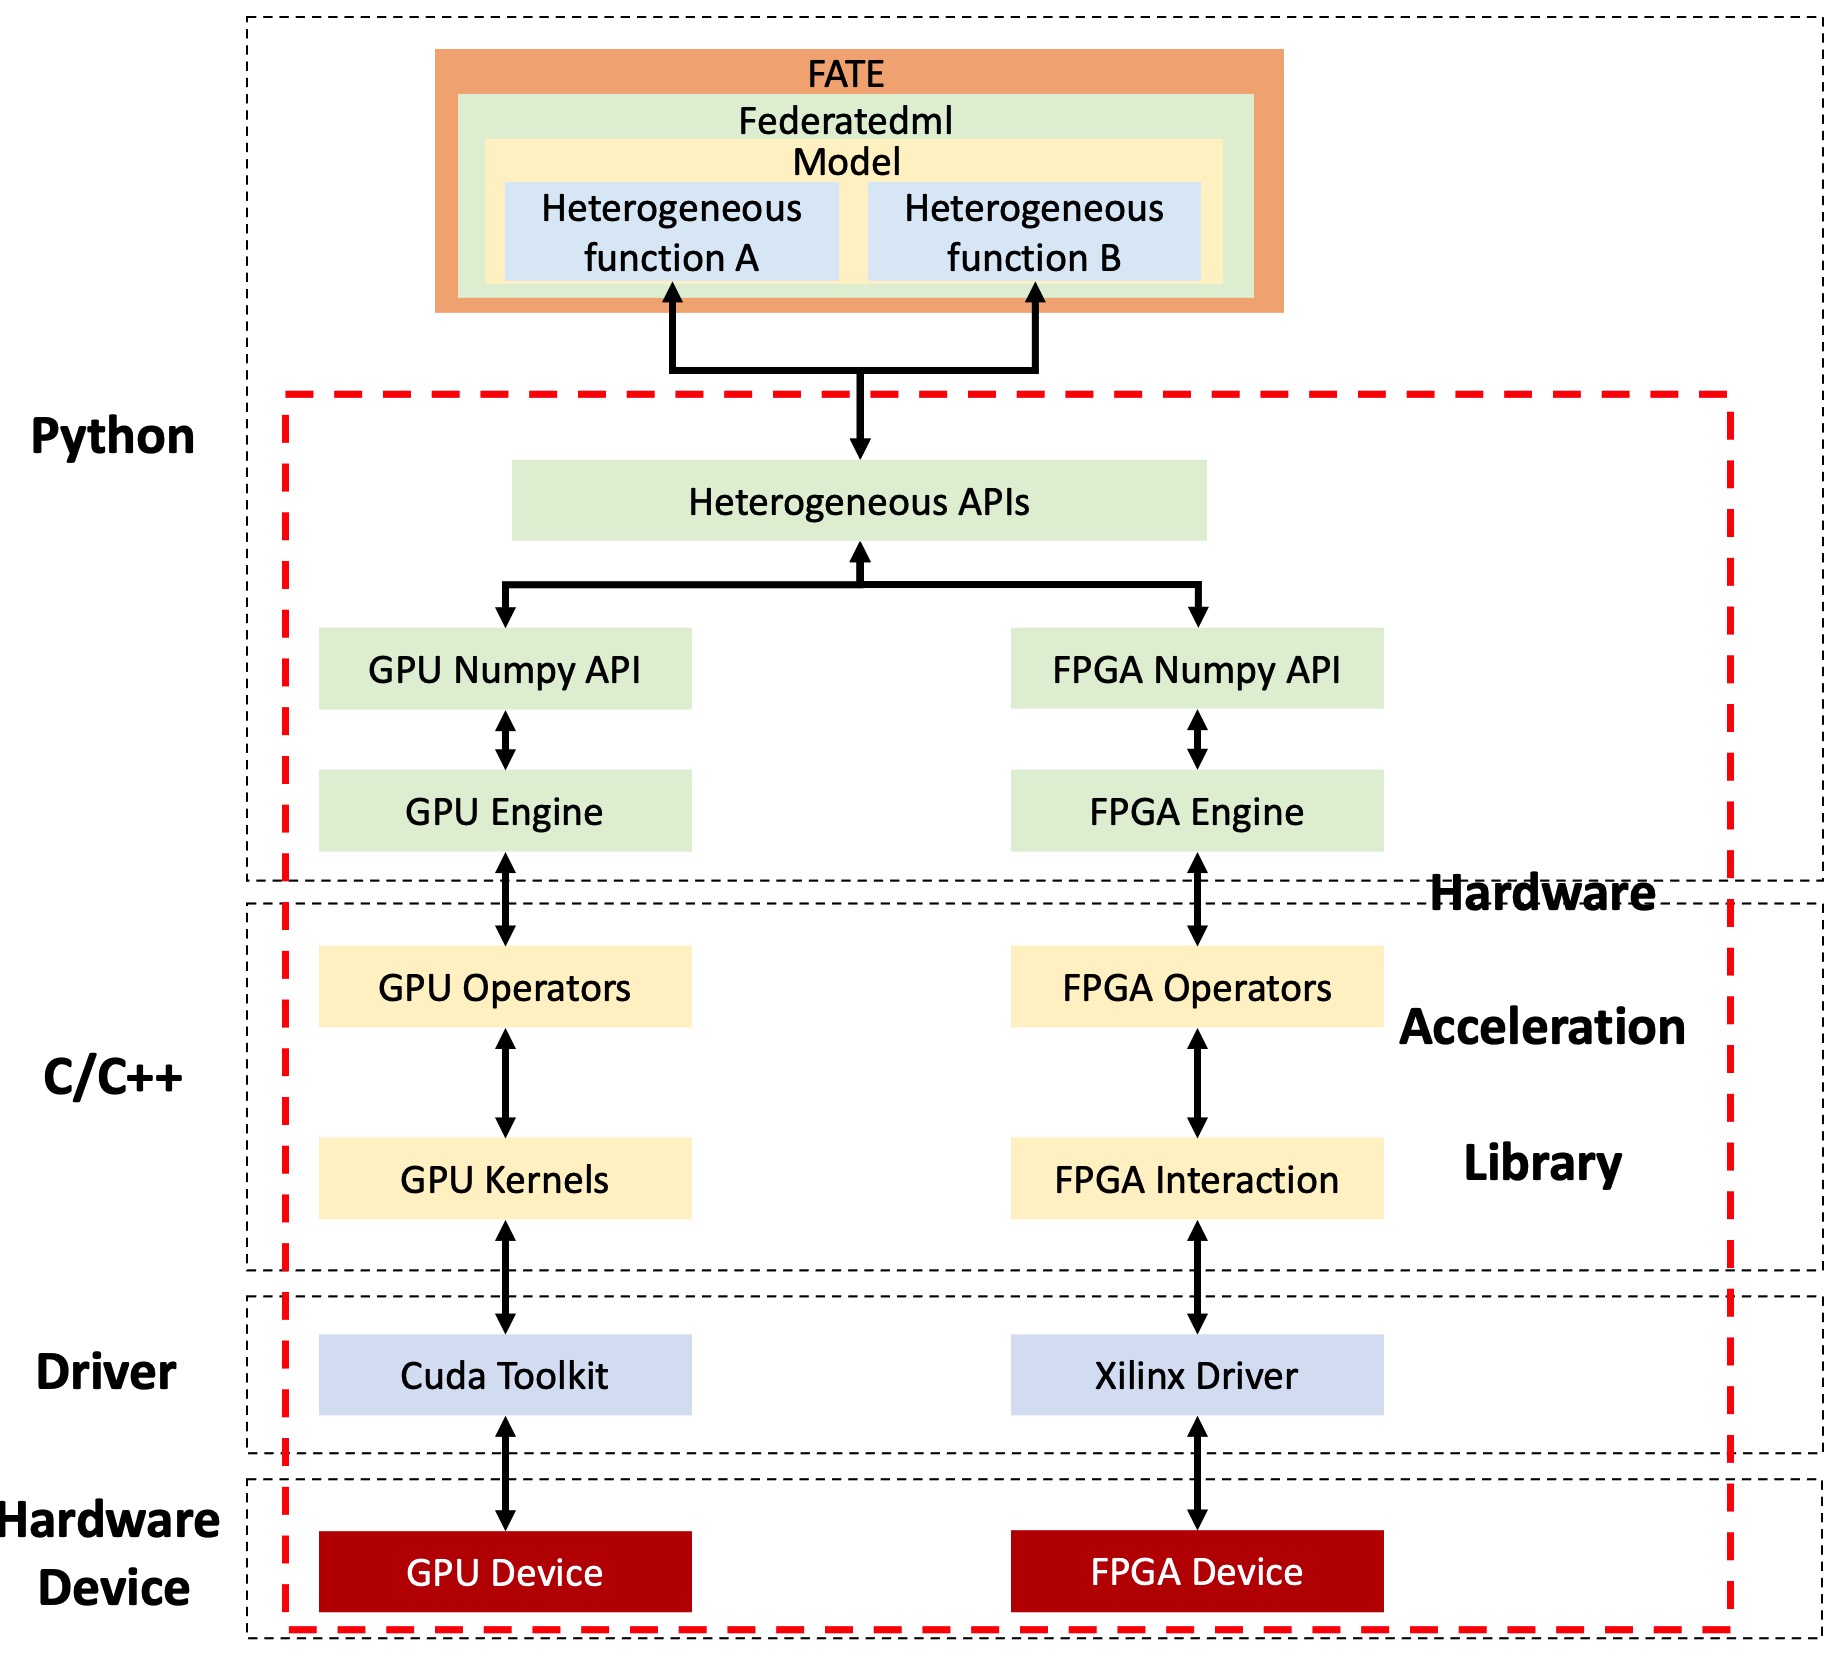 FATE
Federatedml
Model
Heterogeneous
function A
Heterogeneous
function B
Python
Heterogeneous APIs
GPU Numpy API
FPGA Numpy API
GPU Engine
FPGA Engine
Hardware
GPU Operators
FPGA Operators
Acceleration
C/C++
GPU Kernels
FPGA Interaction
Library
Driver
Cuda Toolkit
Xilinx Driver
Hardware
Device
GPU Device
FPGA Device